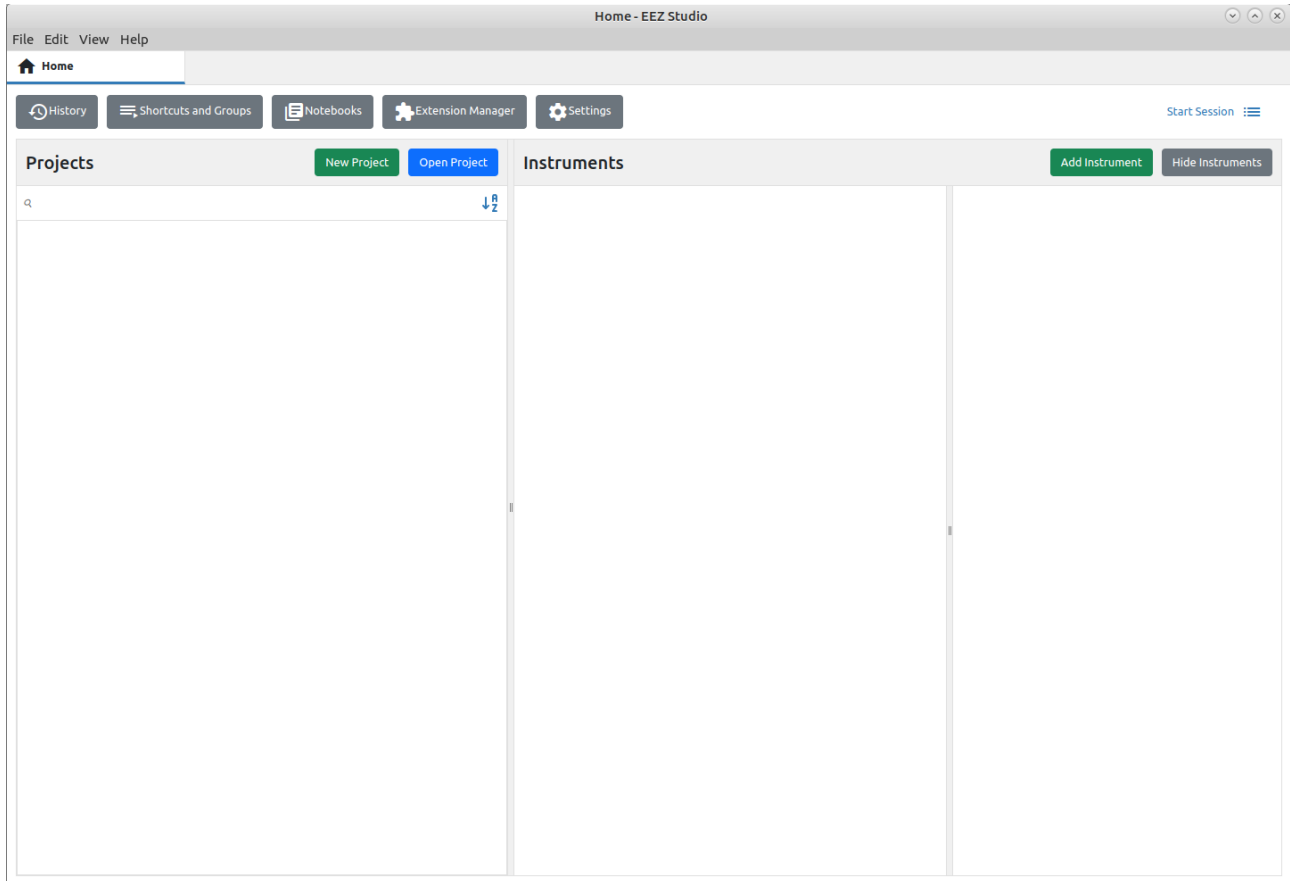 Home - EEZ Studio
File Edit View Help
Home
History Shortcuts and Groups Notebooks Extension Manager Settings Start Session
Projects New Project Open Project Instruments Add Instrument Hide Instruments
A
Z